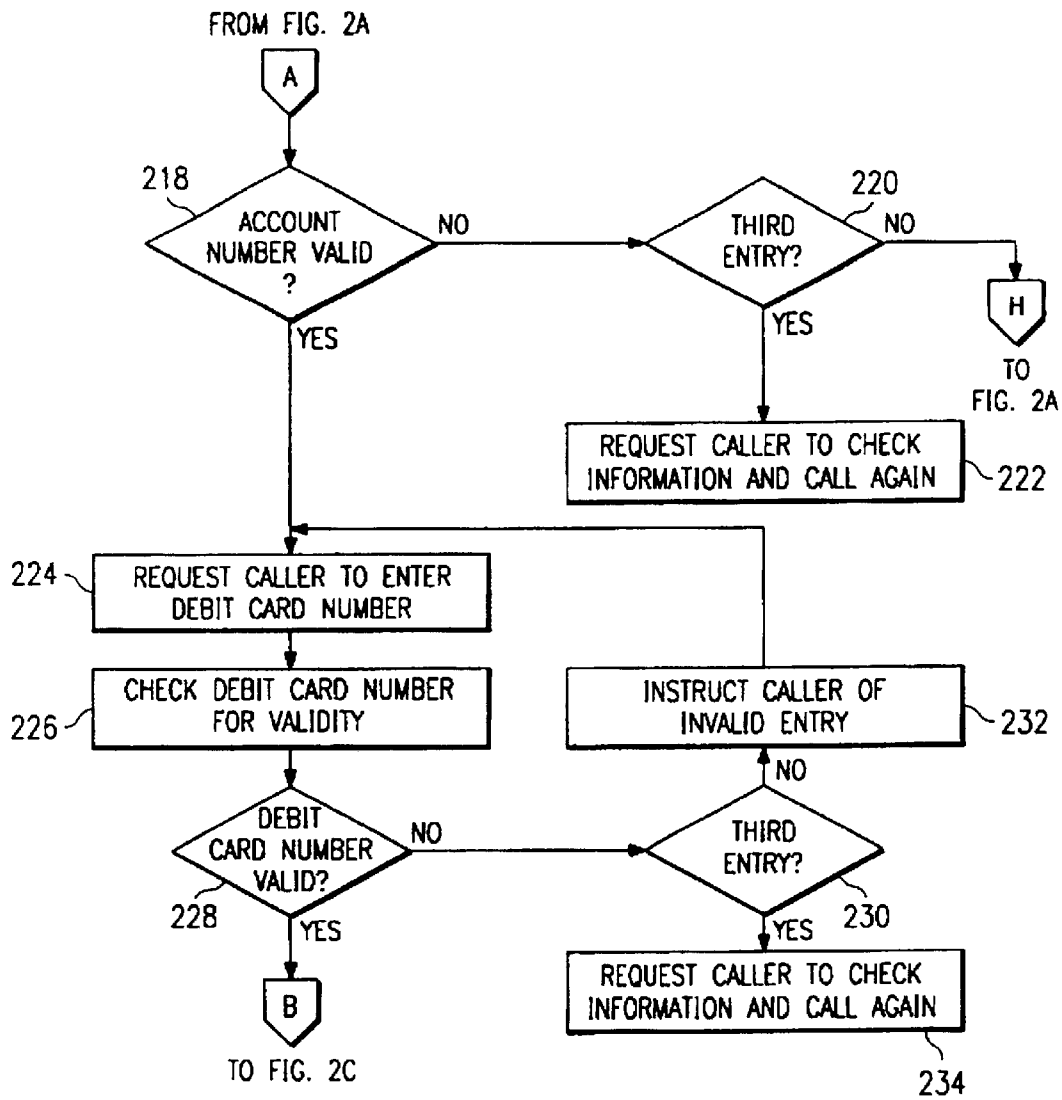 FROM FIG. 2A
A
218
ACCOUNT
NUMBER VALID
?
NO
YES
220
THIRD
ENTRY?
NO
YES
H
TO
FIG. 2A
REQUEST CALLER TO CHECK
INFORMATION AND CALL AGAIN
222
224
REQUEST CALLER TO ENTER
DEBIT CARD NUMBER
226
CHECK DEBIT CARD NUMBER
FOR VALIDITY
INSTRUCT CALLER OF
INVALID ENTRY
232
NO
DEBIT
CARD NUMBER
VALID?
228
NO
YES
THIRD
ENTRY?
230
YES
B
TO FIG. 2C
REQUEST CALLER TO CHECK
INFORMATION AND CALL AGAIN
234